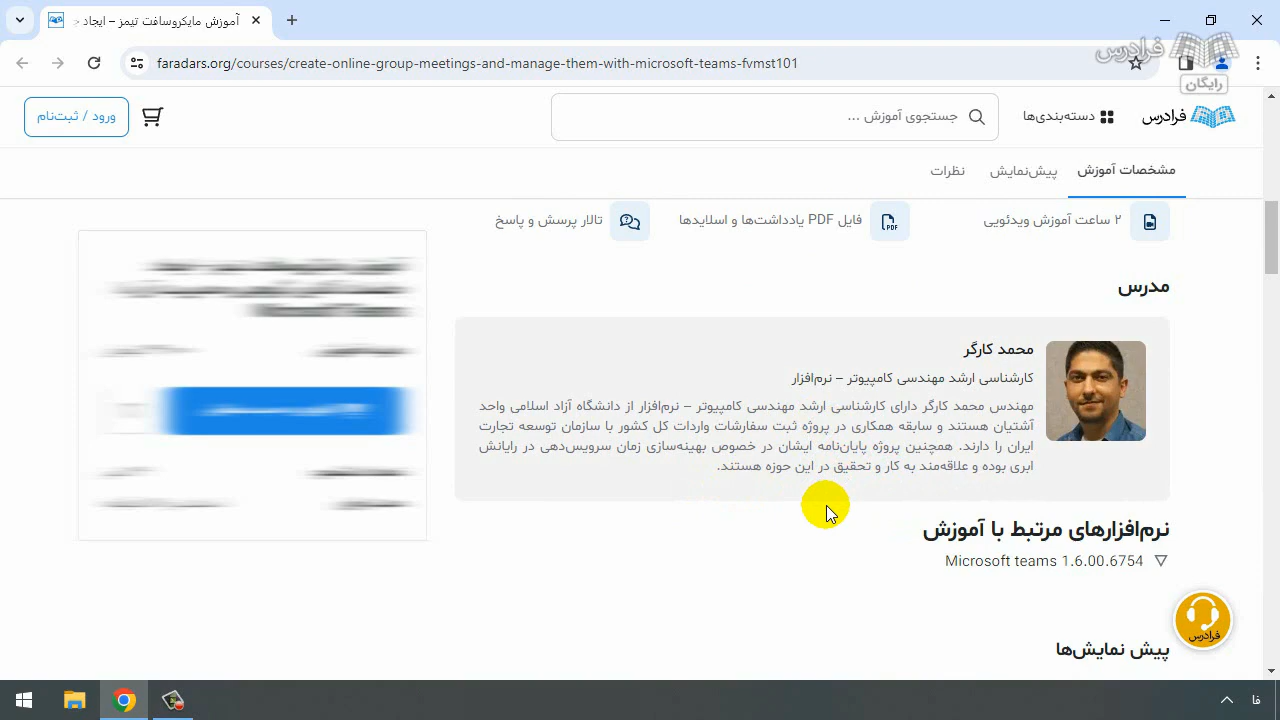 آموزش مایکروسافت تیمز – ایجاد
faradars.org/courses/create-online-group-meetings-and-manage-them-with-microsoft-teams-fvmst101
فرادرس
رایگان
فرادرس
دسته‌بندی‌ها
جستجوی آموزش ...
ورود / ثبت‌نام
مشخصات آموزش
پیش‌نمایش
نظرات
۲ ساعت آموزش ویدئویی
فایل PDF یادداشت‌ها و اسلایدها
تالار پرسش و پاسخ
مدرس
محمد کارگر
کارشناسی ارشد مهندسی کامپیوتر – نرم‌افزار
مهندس محمد کارگر دارای کارشناسی ارشد مهندسی کامپیوتر – نرم‌افزار از دانشگاه آزاد اسلامی واحد
آشتیان هستند و سابقه همکاری در پروژه ثبت سفارشات واردات کل کشور با سازمان توسعه تجارت
ایران را دارند. همچنین پروژه پایان‌نامه ایشان در خصوص بهینه‌سازی زمان سرویس‌دهی در رایانش
ابری بوده و علاقه‌مند به کار و تحقیق در این حوزه هستند.
نرم‌افزارهای مرتبط با آموزش
Microsoft teams 1.6.00.6754
فرادرس
پیش نمایش‌ها
فا